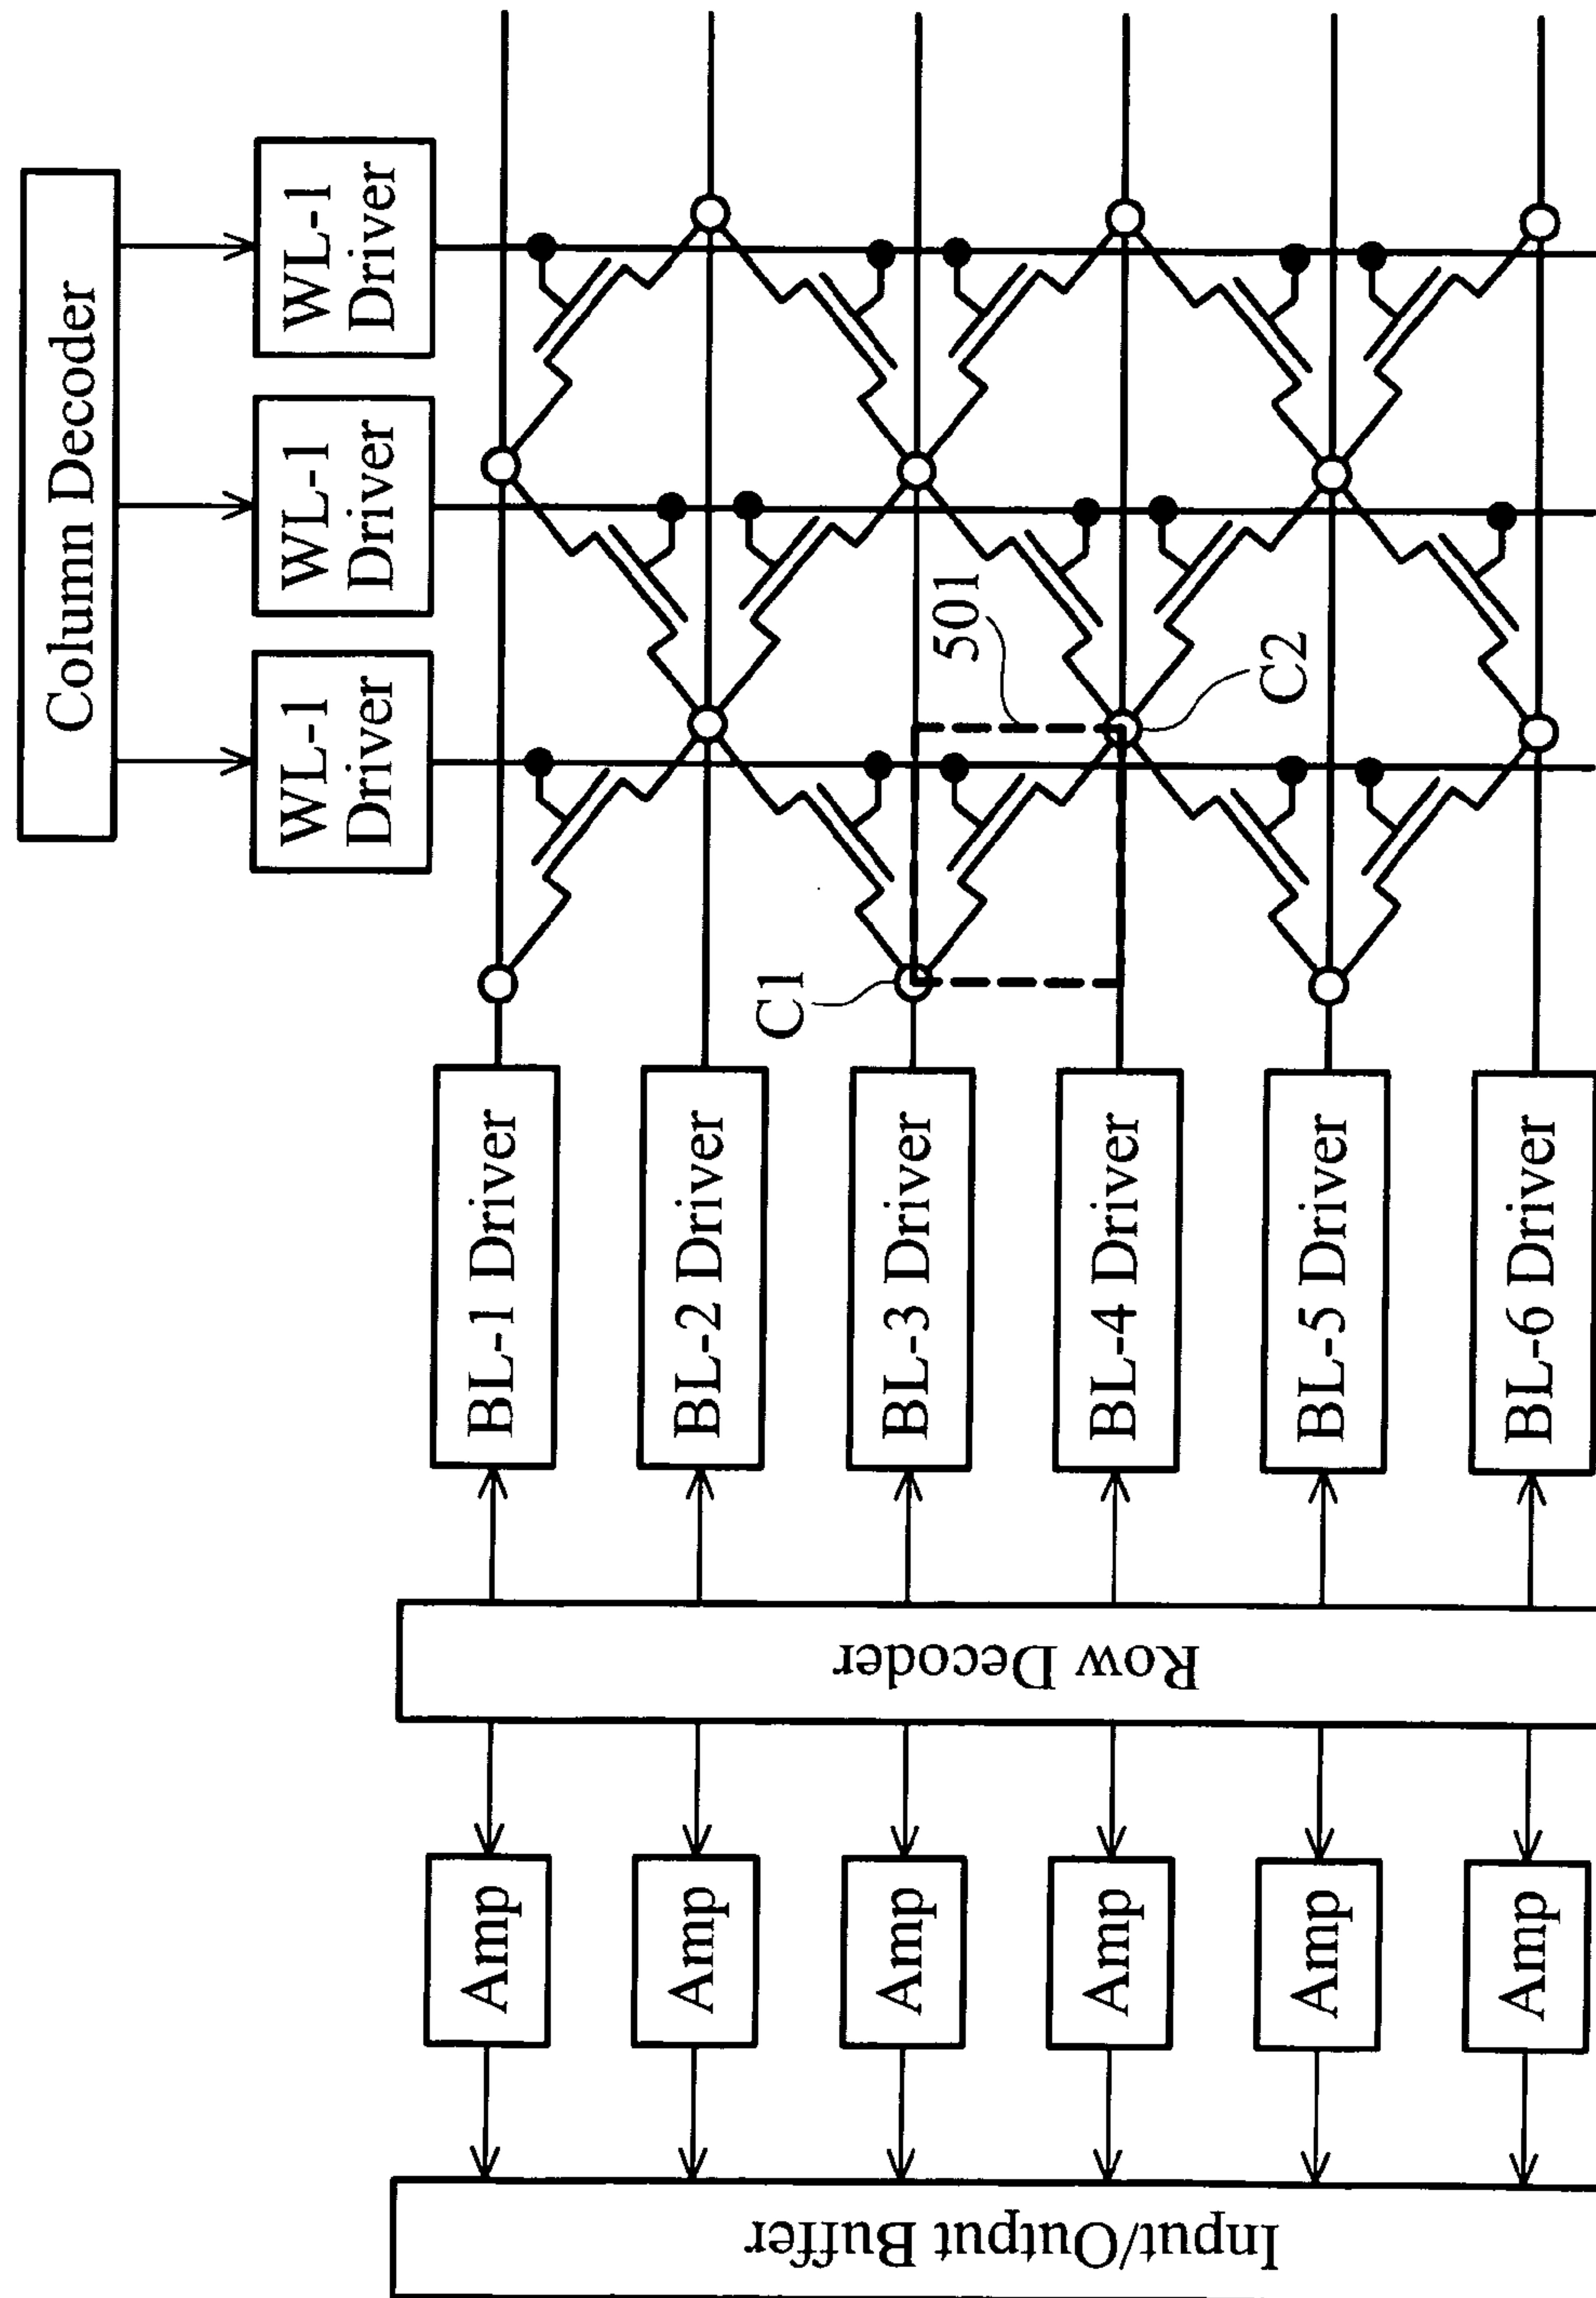 Column Decoder
WL-1
Driver
WL-1
Driver
WL-1
Driver
501
C1
C2
BL-1 Driver
BL-2 Driver
BL-3 Driver
BL-4 Driver
BL-5 Driver
BL-6 Driver
Row Decoder
Amp
Amp
Amp
Amp
Amp
Amp
Input/Output Buffer